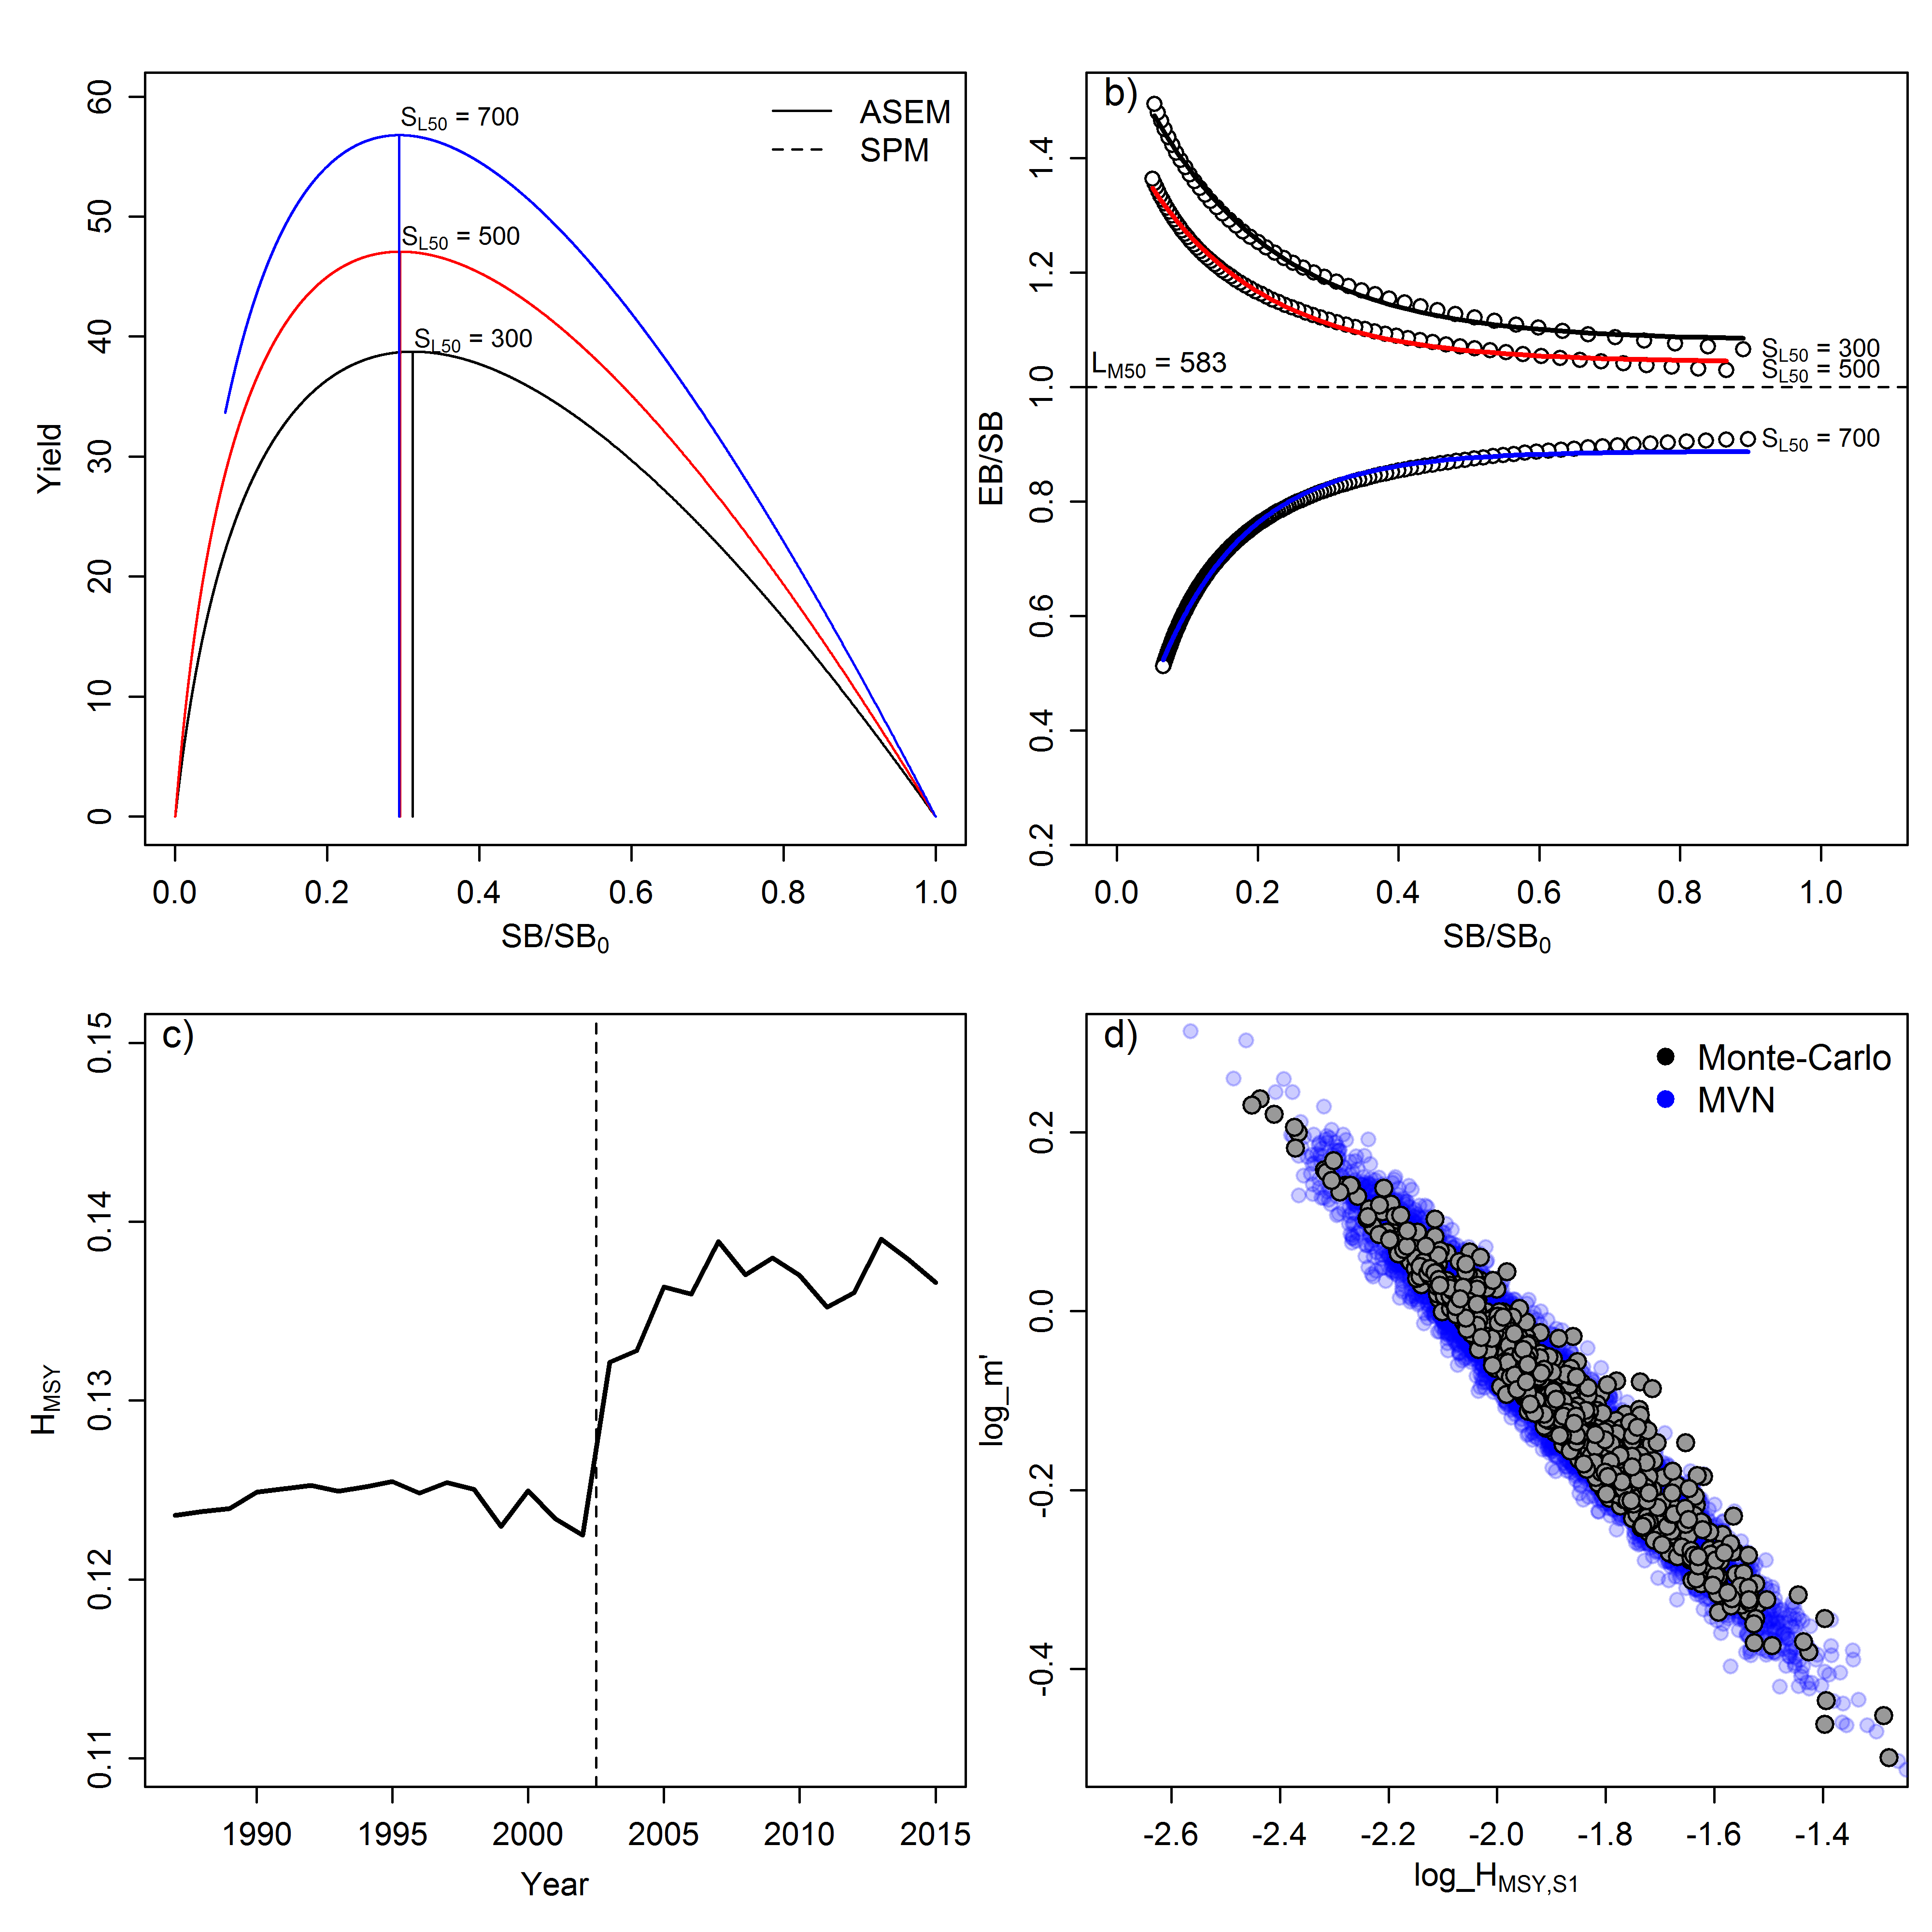 60
50
40
30
20
10
0
Yield
S_L50 = 700
S_L50 = 500
S_L50 = 300
ASEM
SPM
0.0 0.2 0.4 0.6 0.8 1.0
SB/SB₀
b)
1.4
1.2
1.0
0.8
0.6
0.4
0.2
EB/SB
L_M50 = 583
S_L50 = 300
S_L50 = 500
S_L50 = 700
0.0 0.2 0.4 0.6 0.8 1.0
SB/SB₀
c)
0.15
0.14
0.13
0.12
0.11
H_MSY
1990 1995 2000 2005 2010 2015
Year
d)
Monte-Carlo
MVN
0.2
0.0
-0.2
-0.4
log_m'
-2.6 -2.4 -2.2 -2.0 -1.8 -1.6 -1.4
log_H_MSY,S1